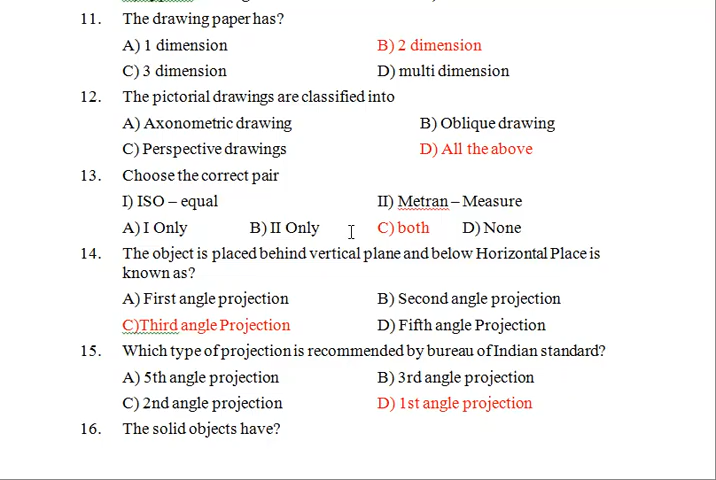 11. The drawing paper has?
A) 1 dimension B) 2 dimension
C) 3 dimension D) multi dimension
12. The pictorial drawings are classified into
A) Axonometric drawing B) Oblique drawing
C) Perspective drawings D) All the above
13. Choose the correct pair
I) ISO – equal II) Metran – Measure
A) I Only B) II Only C) both D) None
14. The object is placed behind vertical plane and below Horizontal Place is
known as?
A) First angle projection B) Second angle projection
C)Third angle Projection D) Fifth angle Projection
15. Which type of projection is recommended by bureau of Indian standard?
A) 5th angle projection B) 3rd angle projection
C) 2nd angle projection D) 1st angle projection
16. The solid objects have?